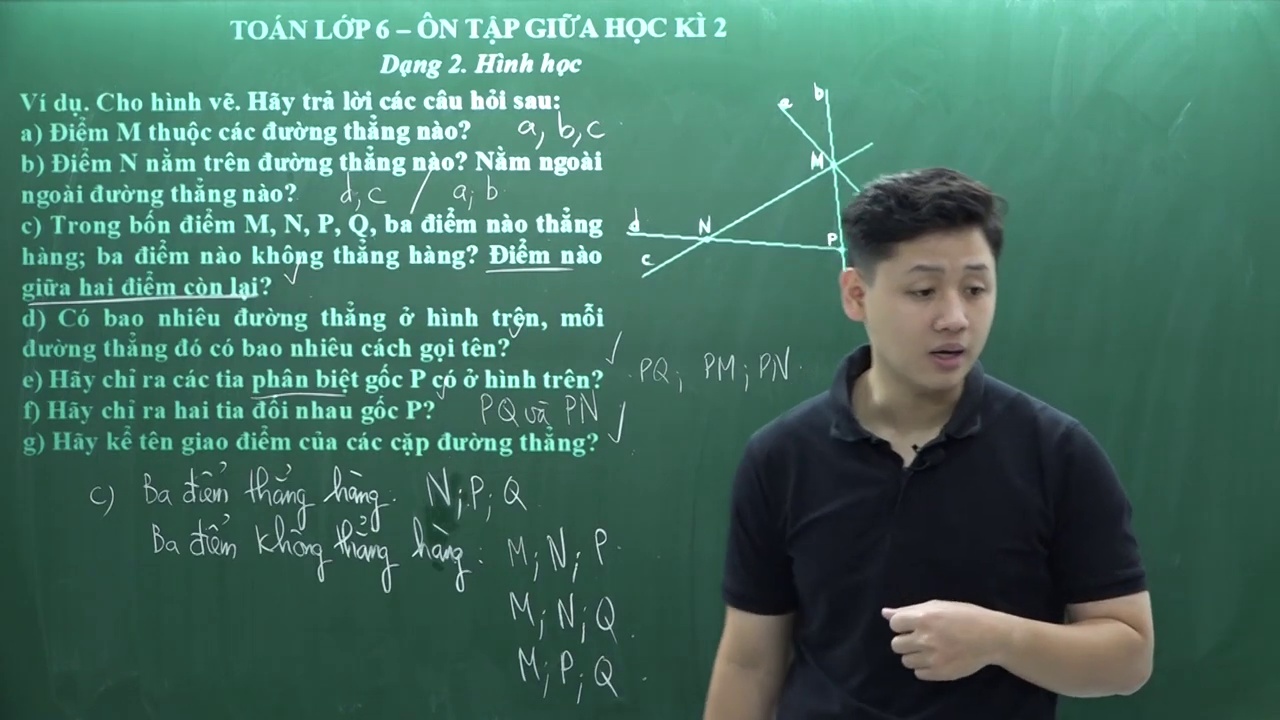 TOÁN LỚP 6 – ÔN TẬP GIỮA HỌC KÌ 2
Dạng 2. Hình học
Ví dụ. Cho hình vẽ. Hãy trả lời các câu hỏi sau:
a) Điểm M thuộc các đường thẳng nào? a, b, c
b) Điểm N nằm trên đường thẳng nào? Nằm ngoài
ngoài đường thẳng nào? d, c / a; b
c) Trong bốn điểm M, N, P, Q, ba điểm nào thẳng
hàng; ba điểm nào không thẳng hàng? Điểm nào
giữa hai điểm còn lại?
d) Có bao nhiêu đường thẳng ở hình trên, mỗi
đường thẳng đó có bao nhiêu cách gọi tên?
e) Hãy chỉ ra các tia phân biệt gốc P có ở hình trên? PQ; PM; PN.
f) Hãy chỉ ra hai tia đối nhau gốc P? PQ và PN
g) Hãy kể tên giao điểm của các cặp đường thẳng?
c) Ba điểm thẳng hàng: N; P; Q
Ba điểm không thẳng hàng: M; N; P.
M; N; Q.
M; P; Q.
a
b
M
d
N
P
c